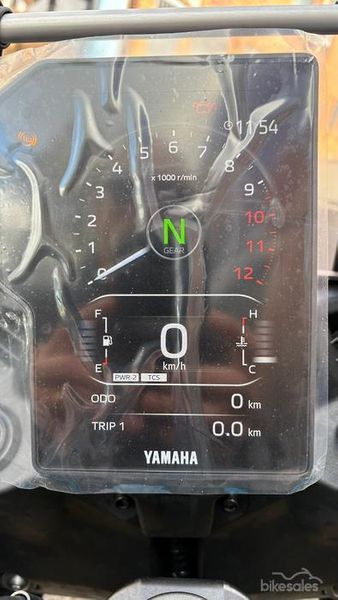 11:54
6 7
5 8
4
x 1000 r/min
3 9
2 10
N
1 GEAR 11
0 12
F H
0
E km/h C
PWR-2 TCS
ODO 0 km
TRIP 1 0.0 km
YAMAHA
bikesales